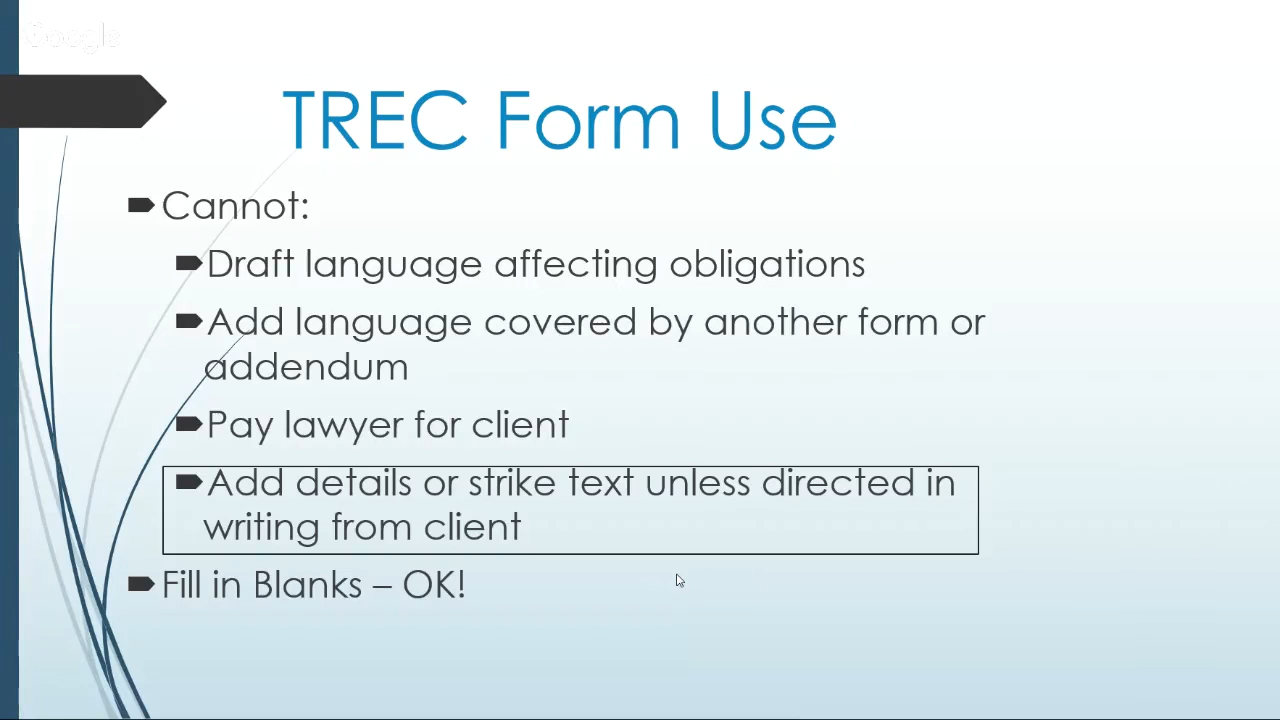 Google
TREC Form Use
Cannot:
Draft language affecting obligations
Add language covered by another form or
addendum
Pay lawyer for client
Add details or strike text unless directed in
writing from client
Fill in Blanks – OK!